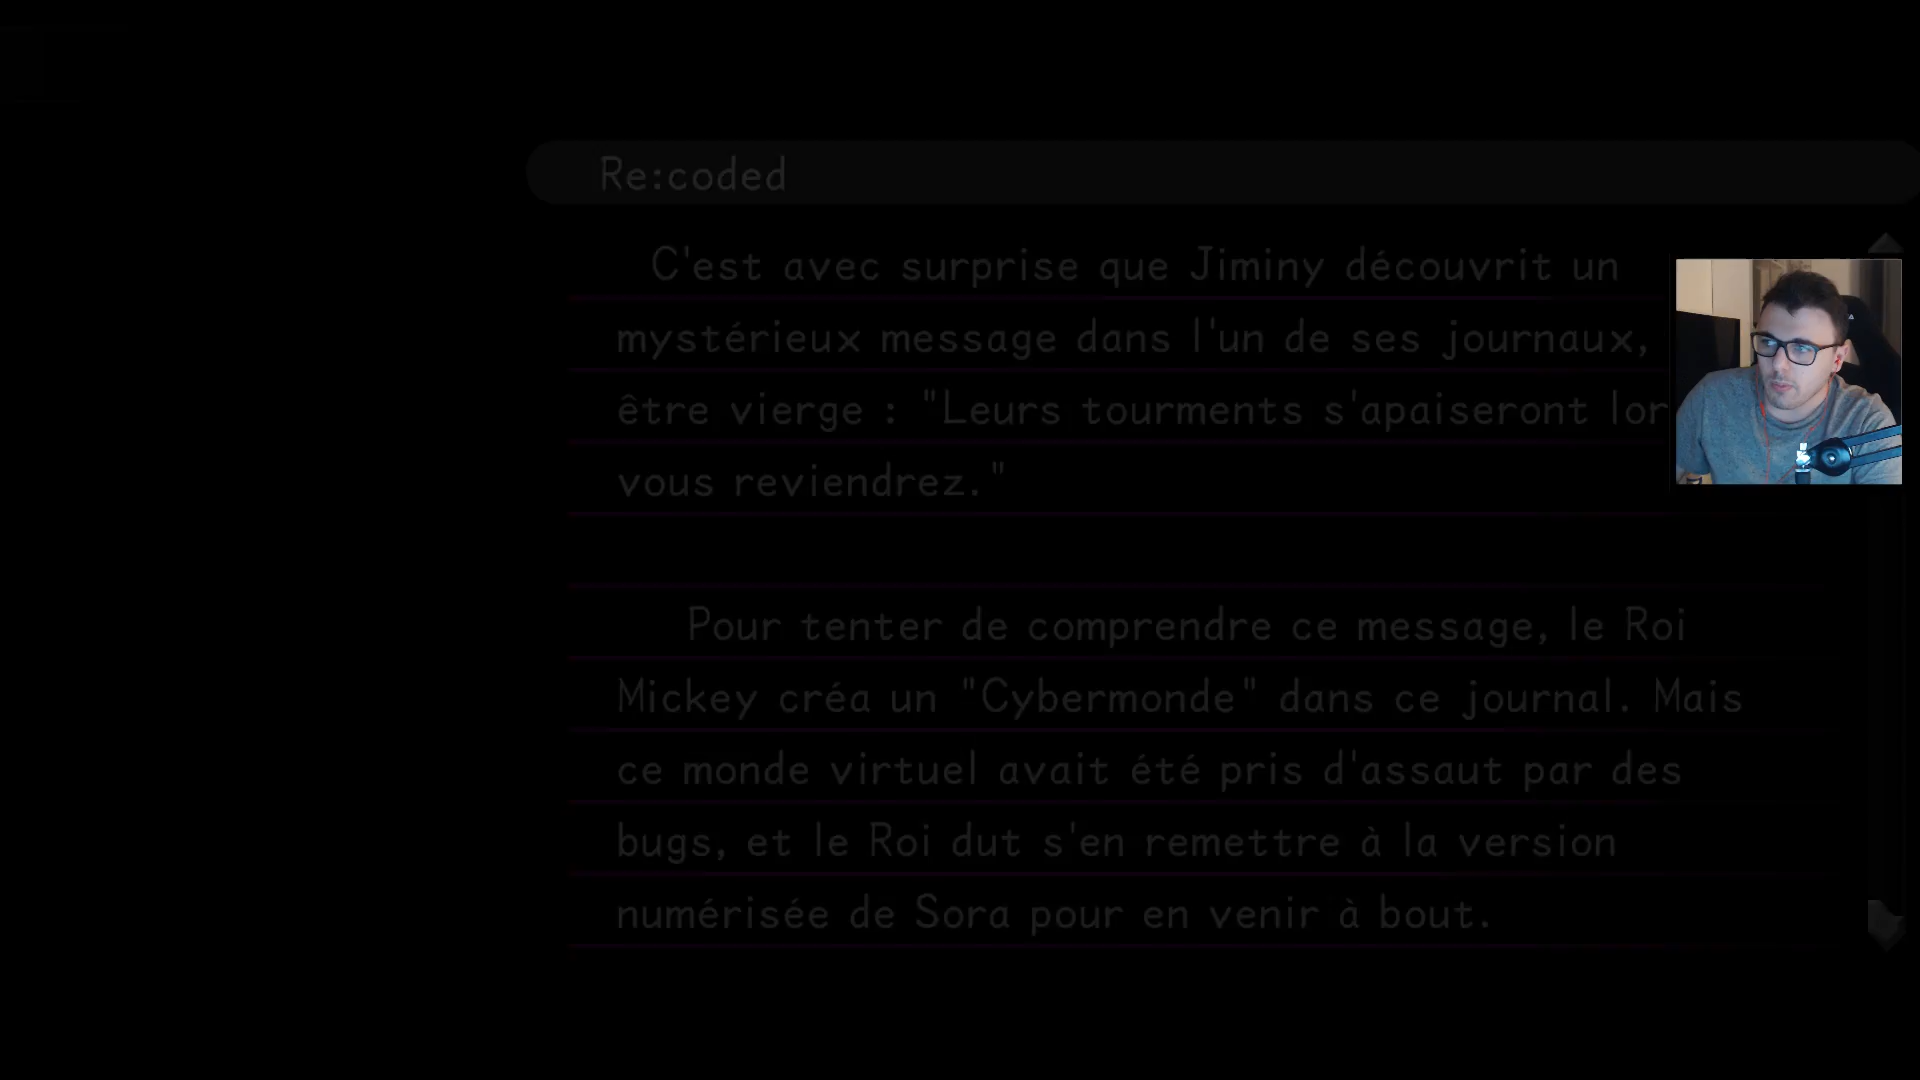 Re:coded
C'est avec surprise que Jiminy découvrit un
mystérieux message dans l'un de ses journaux,
être vierge : "Leurs tourments s'apaiseront lor
vous reviendrez."
Pour tenter de comprendre ce message, le Roi
Mickey créa un "Cybermonde" dans ce journal. Mais
ce monde virtuel avait été pris d'assaut par des
bugs, et le Roi dut s'en remettre à la version
numérisée de Sora pour en venir à bout.